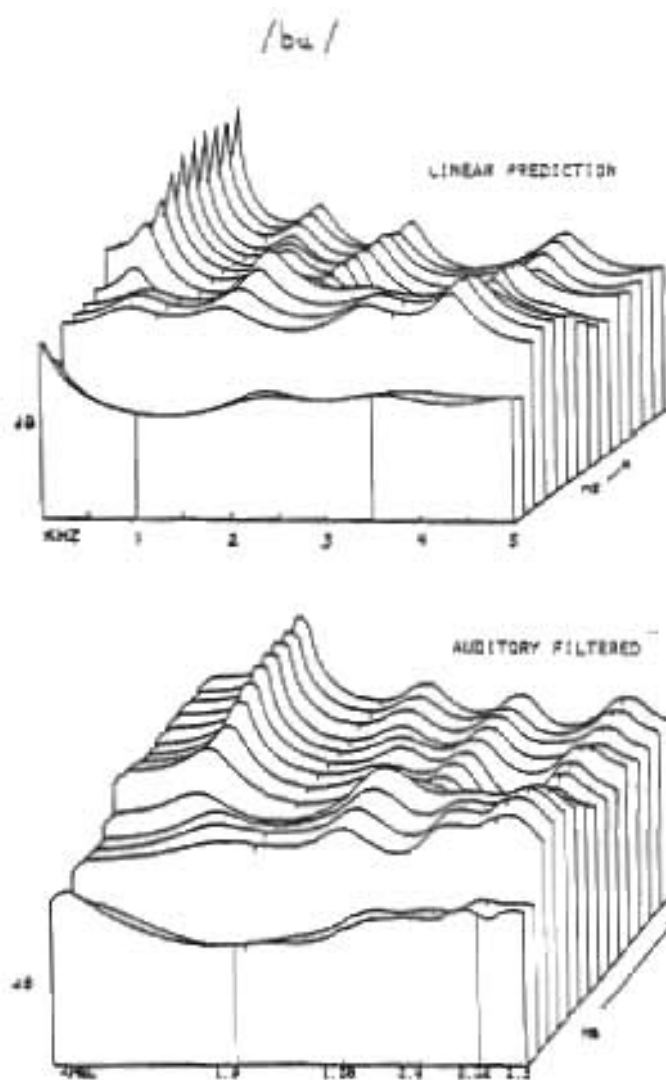 /bu/
LINEAR PREDICTION
dB
MS
KHZ 1 2 3 4 5
AUDITORY FILTERED
dB
MS